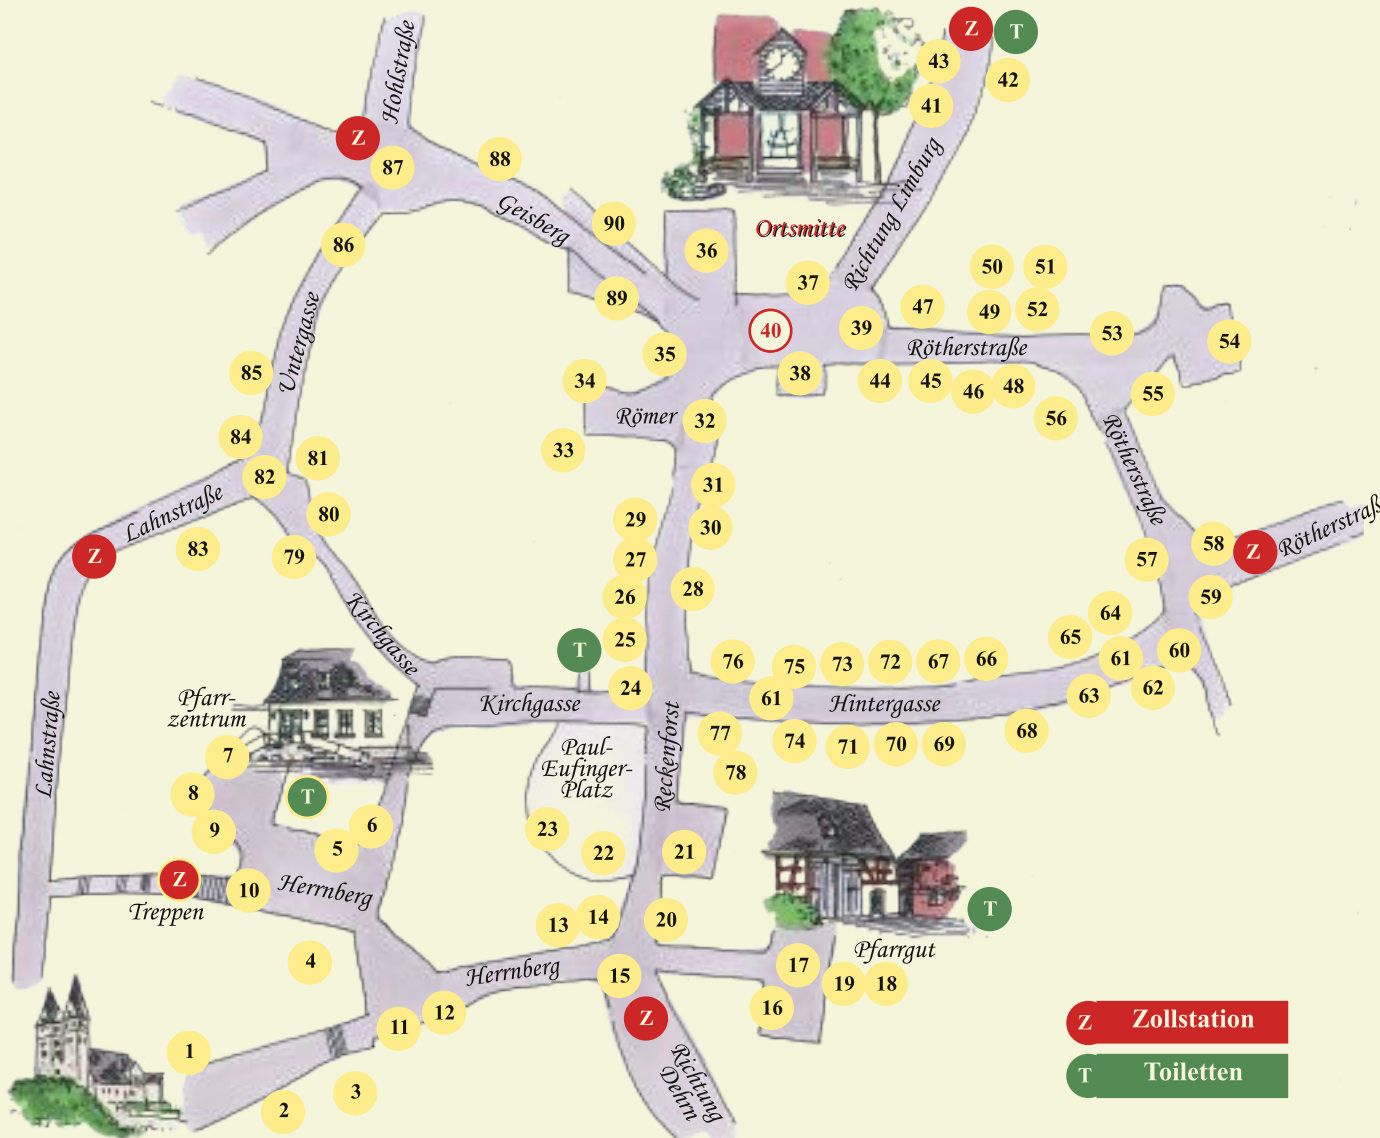 Z
T
43
42
41
Hohlstraße
Z
87
88
Geisberg
90
86
89
Ortsmitte
Richtung Limburg
36
37
50
51
47
49
52
40
39
53
54
35
Rötherstraße
38
34
44
45
46
48
55
56
Römer
32
33
Untergasse
85
84
82
81
80
Lahnstraße
83
79
Z
31
30
29
27
26
28
25
T
24
Rötherstraße
58
Z
Rötherstraße
57
59
64
65
60
61
62
63
Kirchgasse
Kirchgasse
76
75
73
72
67
66
61
Hintergasse
77
74
71
70
69
68
78
Reckenforst
Paul-
Eufinger-
Platz
23
22
21
Lahnstraße
Pfarr-
zentrum
7
8
T
9
6
5
Z
10
Herrnberg
Treppen
4
13
14
20
T
Herrnberg
15
17
Pfarrgut
19
18
16
12
11
Z
Richtung
Dehrn
1
3
2
Z Zollstation
T Toiletten